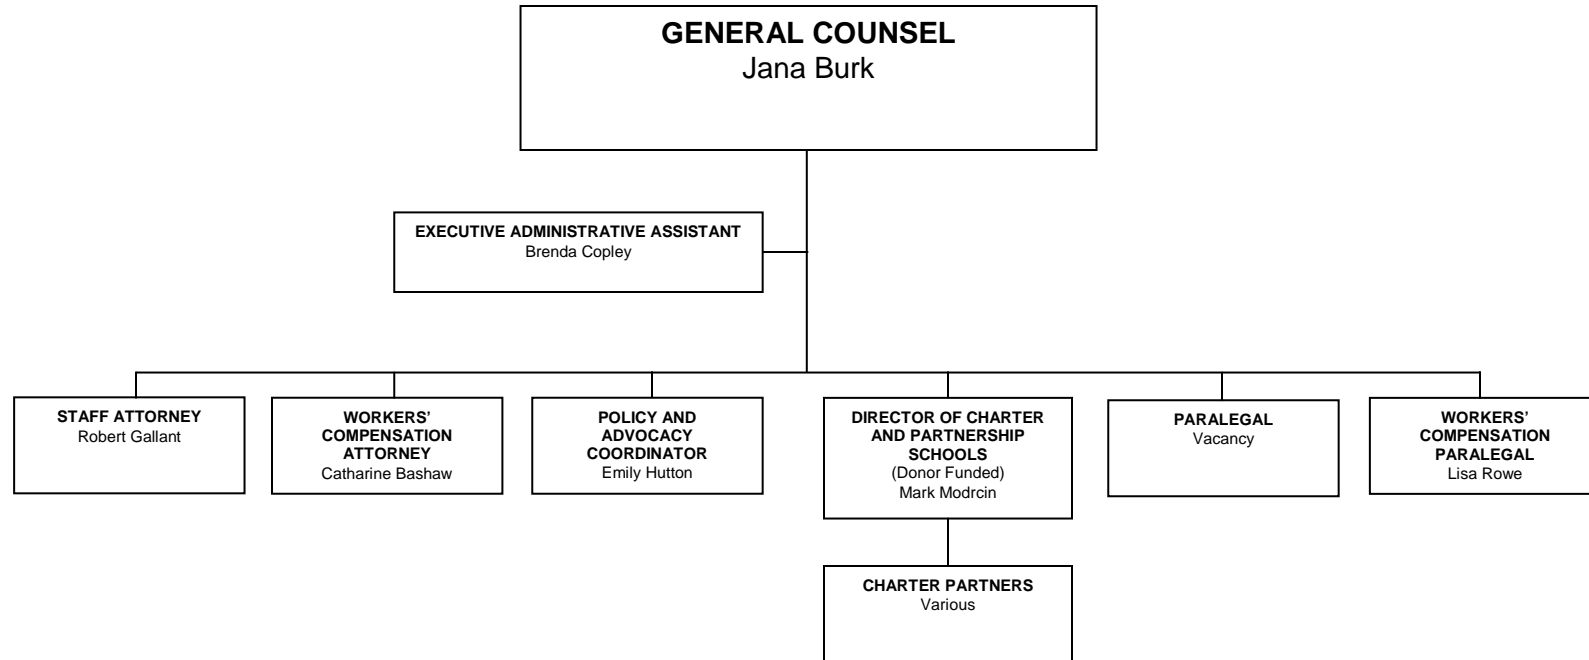 GENERAL COUNSEL
Jana Burk
EXECUTIVE ADMINISTRATIVE ASSISTANT
Brenda Copley
STAFF ATTORNEY
Robert Gallant
WORKERS’
COMPENSATION
ATTORNEY
Catharine Bashaw
POLICY AND
ADVOCACY
COORDINATOR
Emily Hutton
DIRECTOR OF CHARTER
AND PARTNERSHIP
SCHOOLS
(Donor Funded)
Mark Modrcin
PARALEGAL
Vacancy
WORKERS’
COMPENSATION
PARALEGAL
Lisa Rowe
CHARTER PARTNERS
Various